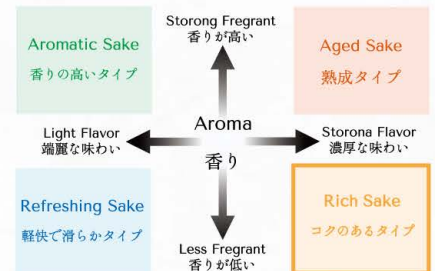 Storong Fregrant
香りが高い
Aromatic Sake
香りの高いタイプ
Aged Sake
熟成タイプ
Aroma
香り
Light Flavor
端麗な味わい
Storona Flavor
濃厚な味わい
Refreshing Sake
軽快で滑らかタイプ
Rich Sake
コクのあるタイプ
Less Fregrant
香りが低い